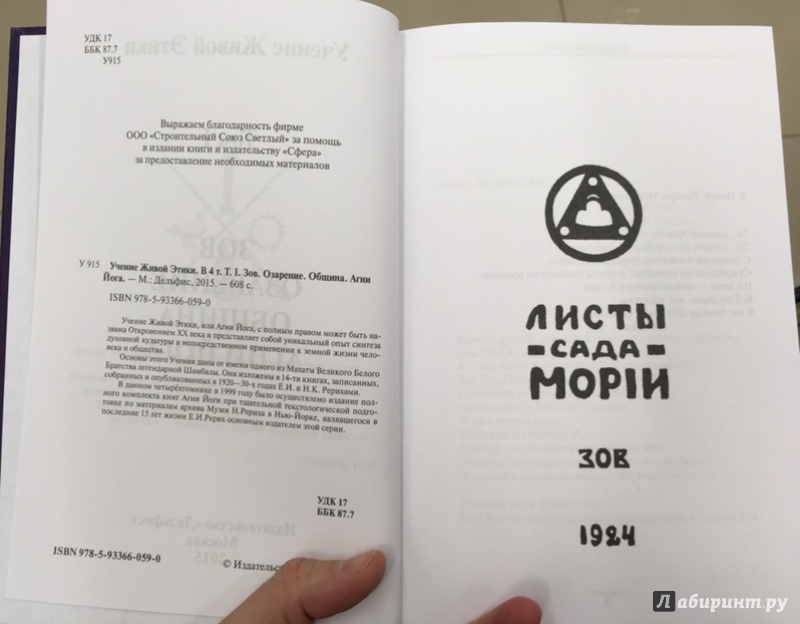 УДК 17
ББК 87.7
У915
Выражаем благодарность фирме
ООО «Строительный Союз Светлый» за помощь
в издании книги и издательству «Сфера»
за предоставление необходимых материалов
У 915 Учение Живой Этики. В 4 т. Т. I. Зов. Озарение. Община. Агни
Йога. — М.: Дельфис, 2015. — 608 с.
ISBN 978-5-93366-059-0
Учение Живой Этики, или Агни Йога, с полным правом может быть на-
звана Откровением XX века и представляет собой уникальный опыт синтеза
духовной культуры в непосредственном применении к земной жизни чело-
века и общества.
Основы этого Учения даны от имени одного из Махатм Великого Белого
Братства легендарной Шамбалы. Они изложены в 14-ти книгах, записанных,
собранных и опубликованных в 1920—30-х годах Е.И. и Н.К. Рерихами.
В данном четырёхтомнике в 1999 году было осуществлено издание пол-
ного комплекта книг Агни Йоги при тщательной текстологической подго-
товке по материалам архива Музея Н.Рериха в Нью-Йорке, являвшегося в
последние 15 лет жизни Е.И.Рерих основным издателем этой серии.
УДК 17
ББК 87.7
ISBN 978-5-93366-059-0
© Издательс
ЛИСТЫ
САДА
МОРІИ
ЗОВ
1924
Лабиринт.ру